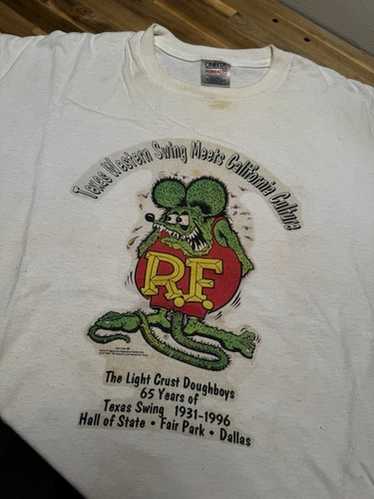 Texas Western Swing Meets California Culture
R.F.
The Light Crust Doughboys
65 Years of
Texas Swing 1931-1996
Hall of State • Fair Park • Dallas